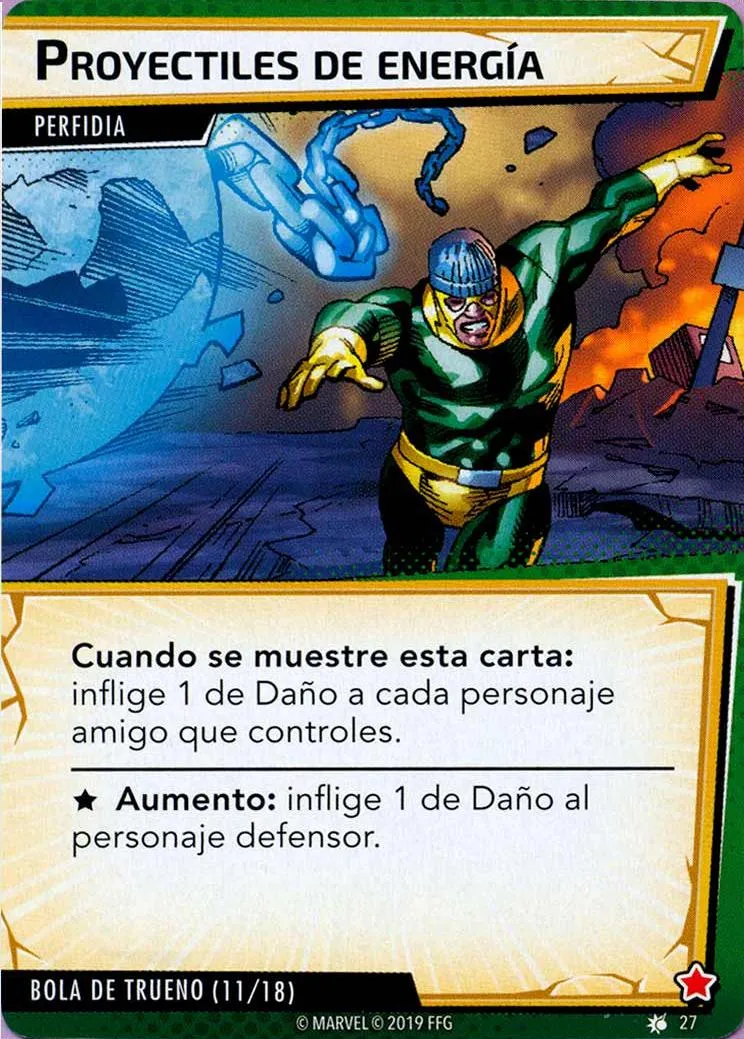 PROYECTILES DE ENERGÍA
PERFIDIA
Cuando se muestre esta carta:
inflige 1 de Daño a cada personaje
amigo que controles.
★ Aumento: inflige 1 de Daño al
personaje defensor.
BOLA DE TRUENO (11/18)
© MARVEL © 2019 FFG
27